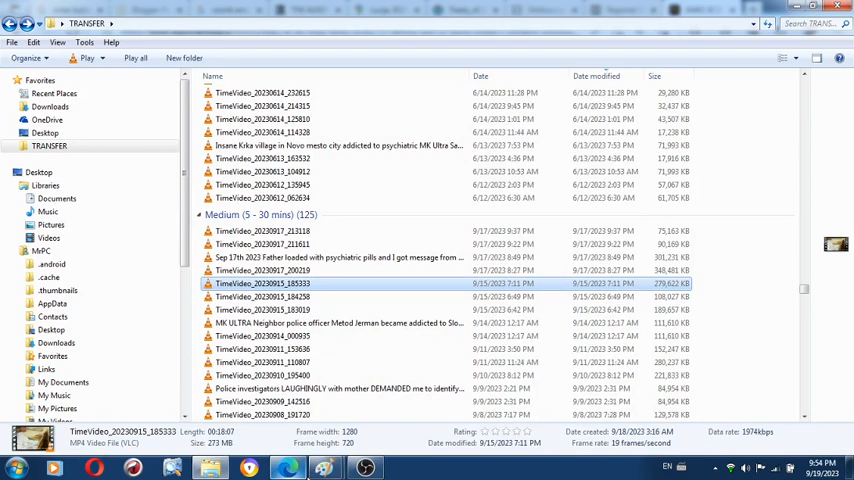 TRANSFER
Search TRANS...
File Edit View Tools Help
Organize Play Play all New folder
Name Date Date modified Size
Favorites
Recent Places
Downloads
OneDrive
Desktop
TRANSFER
Desktop
Libraries
Documents
Music
Pictures
Videos
MrPC
.android
.cache
.thumbnails
AppData
Contacts
Desktop
Downloads
Favorites
Links
My Documents
My Music
My Pictures
TimeVideo_20230614_232615 6/14/2023 11:28 PM 6/14/2023 11:28 PM 29,280 KB
TimeVideo_20230614_214315 6/14/2023 9:45 PM 6/14/2023 9:45 PM 32,437 KB
TimeVideo_20230614_125810 6/14/2023 1:01 PM 6/14/2023 1:01 PM 43,507 KB
TimeVideo_20230614_114328 6/14/2023 11:44 AM 6/14/2023 11:44 AM 17,238 KB
Insane Krka village in Novo mesto city addicted to psychiatric MK Ultra Sa... 6/14/2023 12:17 AM 6/14/2023 12:17 AM 71,993 KB
TimeVideo_20230613_163532 6/13/2023 4:36 PM 6/13/2023 4:36 PM 17,916 KB
TimeVideo_20230613_104912 6/13/2023 10:53 AM 6/13/2023 10:53 AM 71,993 KB
TimeVideo_20230612_135945 6/12/2023 2:03 PM 6/12/2023 2:03 PM 57,067 KB
TimeVideo_20230612_062634 6/12/2023 6:30 AM 6/12/2023 6:30 AM 61,705 KB
Medium (5 - 30 mins) (125)
TimeVideo_20230917_213118 9/17/2023 9:37 PM 9/17/2023 9:37 PM 75,163 KB
TimeVideo_20230917_211611 9/17/2023 9:22 PM 9/17/2023 9:22 PM 90,169 KB
Sep 17th 2023 Father loaded with psychiatric pills and I got message from ... 9/17/2023 8:58 PM 9/17/2023 8:58 PM 301,231 KB
TimeVideo_20230917_200219 9/17/2023 8:27 PM 9/17/2023 8:27 PM 348,481 KB
TimeVideo_20230915_185333 9/15/2023 7:11 PM 9/15/2023 7:11 PM 279,622 KB
TimeVideo_20230915_184258 9/15/2023 6:49 PM 9/15/2023 6:49 PM 108,027 KB
TimeVideo_20230915_183019 9/15/2023 6:42 PM 9/15/2023 6:42 PM 189,657 KB
MK ULTRA Neighbor police officer Metod Jerman became addicted to Slo... 9/14/2023 12:17 AM 9/14/2023 12:17 AM 111,610 KB
TimeVideo_20230914_000935 9/14/2023 12:17 AM 9/14/2023 12:17 AM 111,610 KB
TimeVideo_20230911_153636 9/11/2023 3:50 PM 9/11/2023 3:50 PM 152,247 KB
TimeVideo_20230911_110807 9/11/2023 11:24 AM 9/11/2023 11:24 AM 280,237 KB
TimeVideo_20230910_195400 9/10/2023 8:12 PM 9/10/2023 8:12 PM 221,833 KB
Police investigators LAUGHINGLY with mother DEMANDED me to identify... 9/9/2023 2:21 PM 9/9/2023 2:21 PM 84,954 KB
TimeVideo_20230909_142516 9/9/2023 2:31 PM 9/9/2023 2:31 PM 84,954 KB
TimeVideo_20230908_191720 9/8/2023 7:17 PM 9/8/2023 7:28 PM 129,578 KB
TimeVideo_20230915_185333 Length: 00:18:07 Frame width: 1280 Rating: Date created: 9/18/2023 3:16 AM Data rate: 1974kbps
MP4 Video File (VLC) Size: 273 MB Frame height: 720 Date modified: 9/15/2023 7:11 PM Frame rate: 19 frames/second
EN 9:54 PM
9/19/2023